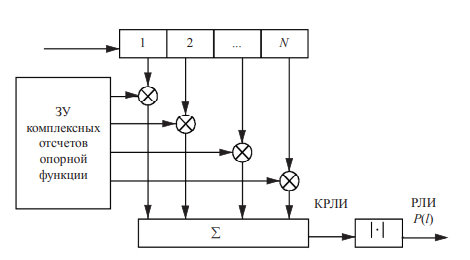 1 2 ... N
ЗУ
комплексных
отсчетов
опорной
функции
Σ
КРЛИ
|·|
РЛИ
P(l)